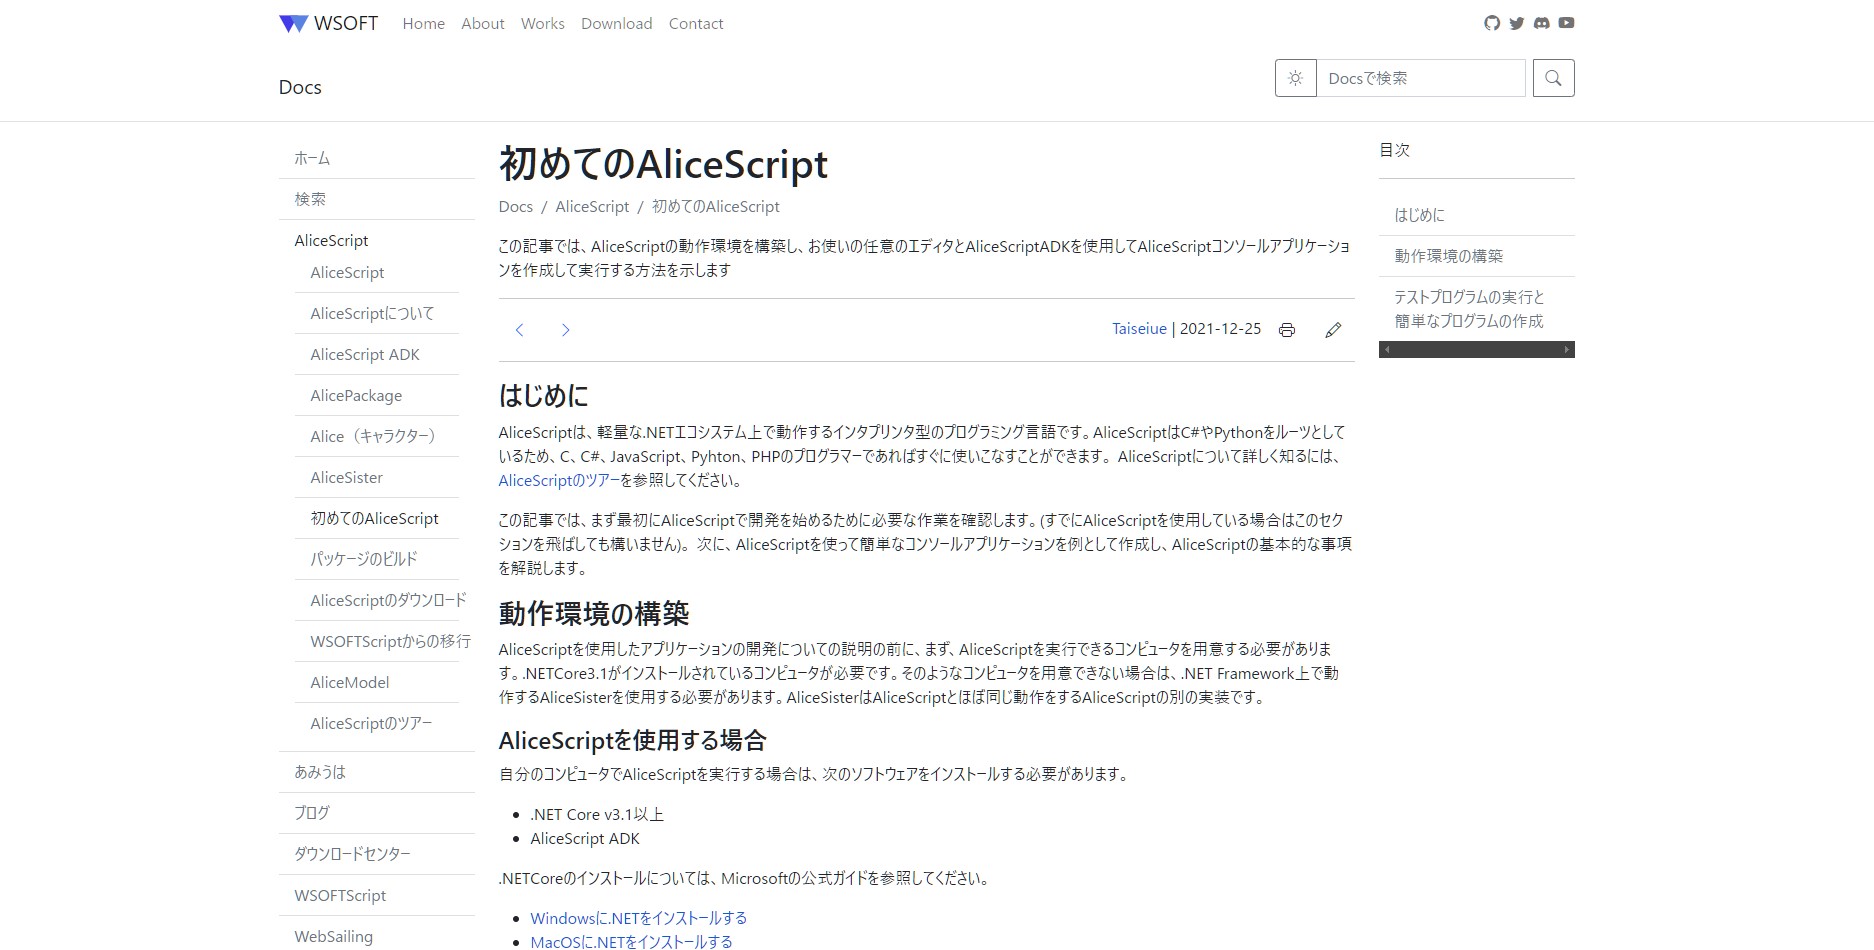 WSOFT Home About Works Download Contact
Docs
Docsで検索
ホーム
検索
AliceScript
AliceScript
AliceScriptについて
AliceScript ADK
AlicePackage
Alice（キャラクター）
AliceSister
初めてのAliceScript
パッケージのビルド
AliceScriptのダウンロード
WSOFTScriptからの移行
AliceModel
AliceScriptのツアー
あみうは
ブログ
ダウンロードセンター
WSOFTScript
WebSailing
初めてのAliceScript
Docs / AliceScript / 初めてのAliceScript
この記事では、AliceScriptの動作環境を構築し、お使いの任意のエディタとAliceScriptADKを使用してAliceScriptコンソールアプリケーショ
ンを作成して実行する方法を示します
Taiseiue | 2021-12-25
はじめに
AliceScriptは、軽量な.NETエコシステム上で動作するインタプリンタ型のプログラミング言語です。AliceScriptはC#やPythonをルーツとして
いるため、C、C#、JavaScript、Pyhton、PHPのプログラマーであればすぐに使いこなすことができます。 AliceScriptについて詳しく知るには、
AliceScriptのツアーを参照してください。
この記事では、まず最初にAliceScriptで開発を始めるために必要な作業を確認します。(すでにAliceScriptを使用している場合はこのセク
ションを飛ばしても構いません)。 次に、AliceScriptを使って簡単なコンソールアプリケーションを例として作成し、AliceScriptの基本的な事項
を解説します。
動作環境の構築
AliceScriptを使用したアプリケーションの開発についての説明の前に、まず、AliceScriptを実行できるコンピュータを用意する必要がありま
す。.NETCore3.1がインストールされているコンピュータが必要です。そのようなコンピュータを用意できない場合は、.NET Framework上で動
作するAliceSisterを使用する必要があります。AliceSisterはAliceScriptとほぼ同じ動作をするAliceScriptの別の実装です。
AliceScriptを使用する場合
自分のコンピュータでAliceScriptを実行する場合は、次のソフトウェアをインストールする必要があります。
.NET Core v3.1以上
AliceScript ADK
.NETCoreのインストールについては、Microsoftの公式ガイドを参照してください。
Windowsに.NETをインストールする
MacOSに.NETをインストールする
目次
はじめに
動作環境の構築
テストプログラムの実行と
簡単なプログラムの作成